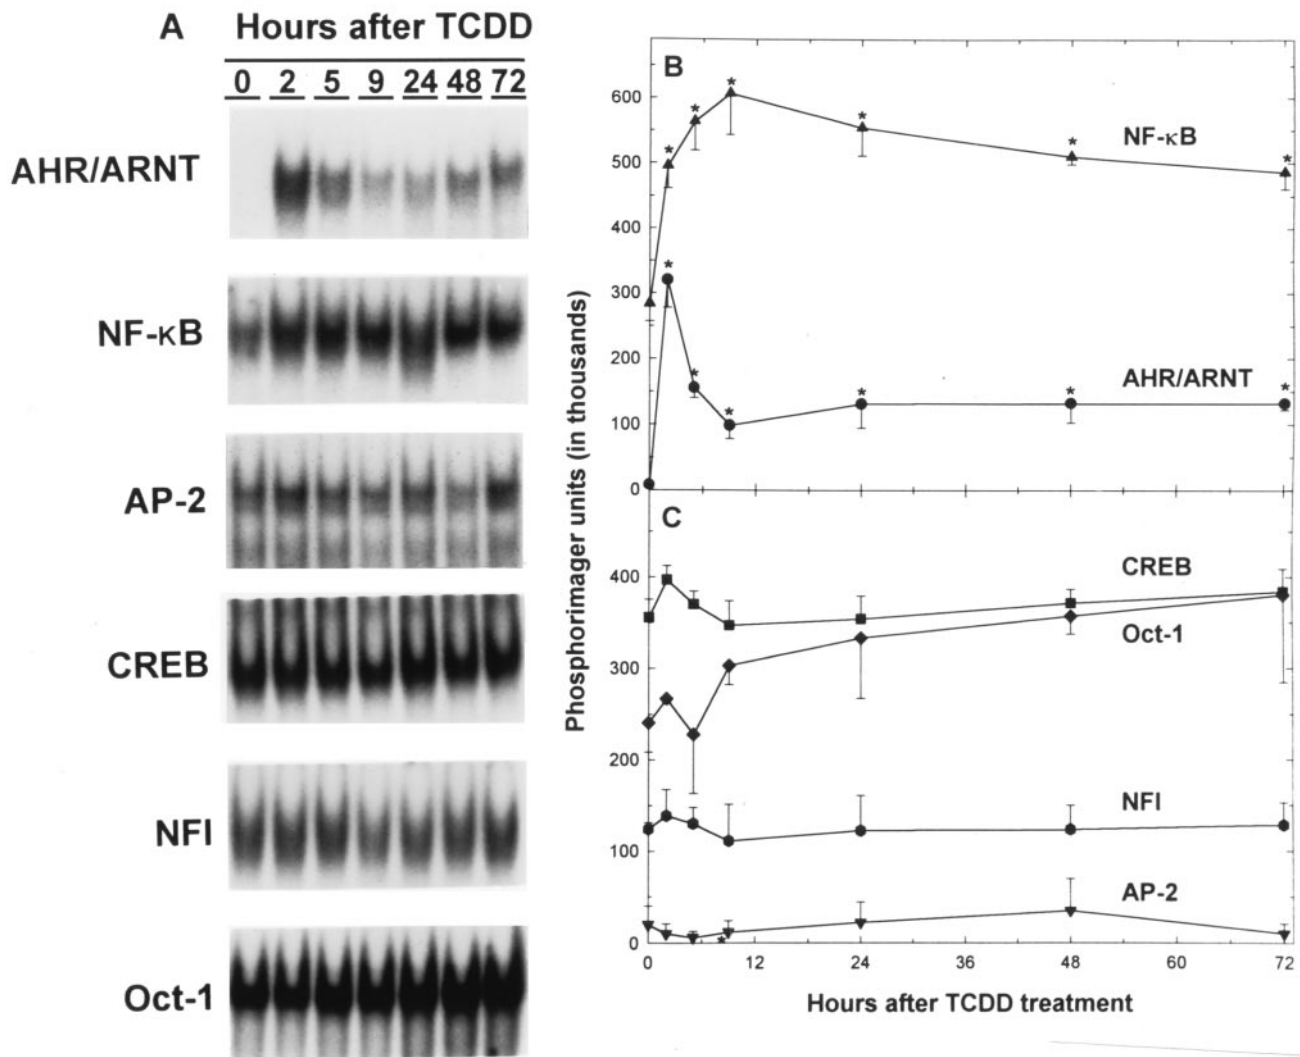 A Hours after TCDD
0 2 5 9 24 48 72
AHR/ARNT
NF-κB
AP-2
CREB
NFI
Oct-1
Phosphorimager units (in thousands)
B
600
500
400
300
200
100
0
NF-κB
AHR/ARNT
C
400
300
200
100
0
CREB
Oct-1
NFI
AP-2
0 12 24 36 48 60 72
Hours after TCDD treatment